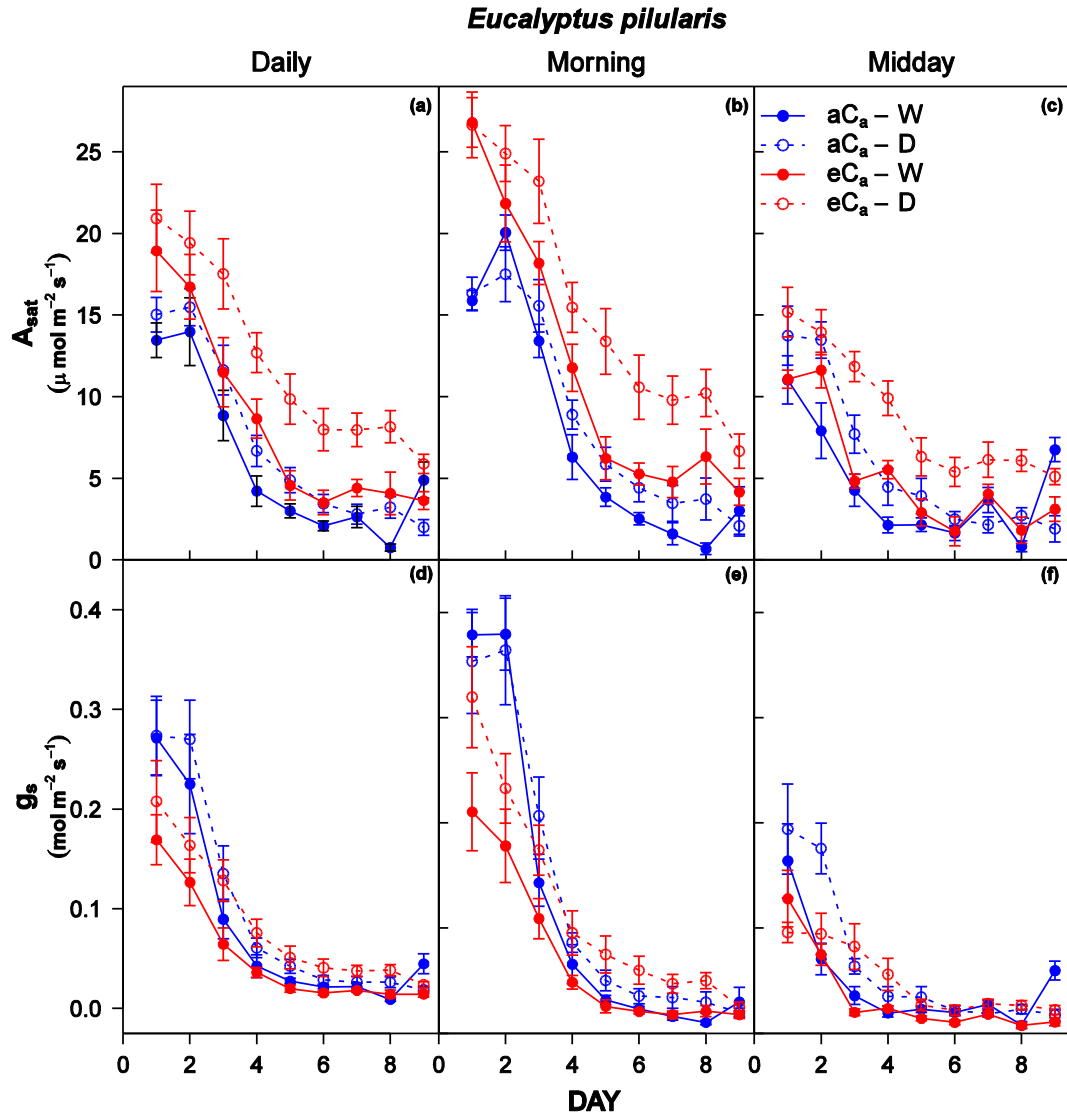 Eucalyptus pilularis
Daily Morning Midday
(a) (b) (c)
aCₐ – W
aCₐ – D
eCₐ – W
eCₐ – D
A_sat
(μ mol m⁻² s⁻¹)
25
20
15
10
5
0
(d) (e) (f)
g_s
(mol m⁻² s⁻¹)
0.4
0.3
0.2
0.1
0.0
0 2 4 6 8 0 2 4 6 8 0 2 4 6 8
DAY